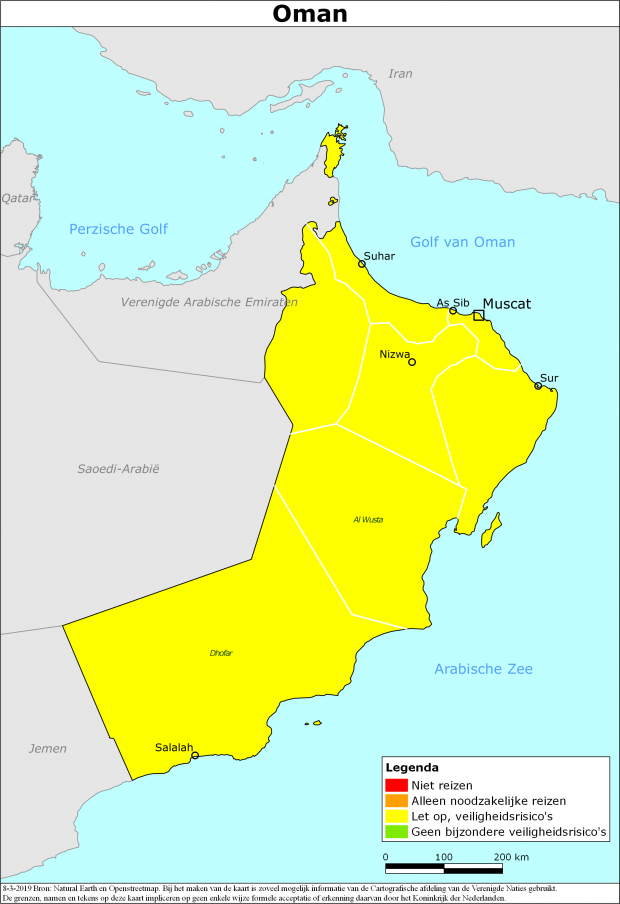 Oman
Iran
Qatar
Perzische Golf
Golf van Oman
Suhar
Verenigde Arabische Emiraten
As Sib
Muscat
Nizwa
Sur
Saoedi-Arabië
Al Wusta
Dhofar
Arabische Zee
Jemen
Salalah
Legenda
Niet reizen
Alleen noodzakelijke reizen
Let op, veiligheidsrisico's
Geen bijzondere veiligheidsrisico's
0 100 200 km
8-3-2019 Bron: Natural Earth en Openstreetmap. Bij het maken van de kaart is zoveel mogelijk informatie van de Cartografische afdeling van de Verenigde Naties gebruikt.
De grenzen, namen en tekens op deze kaart impliceren op geen enkele wijze formele acceptatie of erkenning daarvan door het Koninkrijk der Nederlanden.